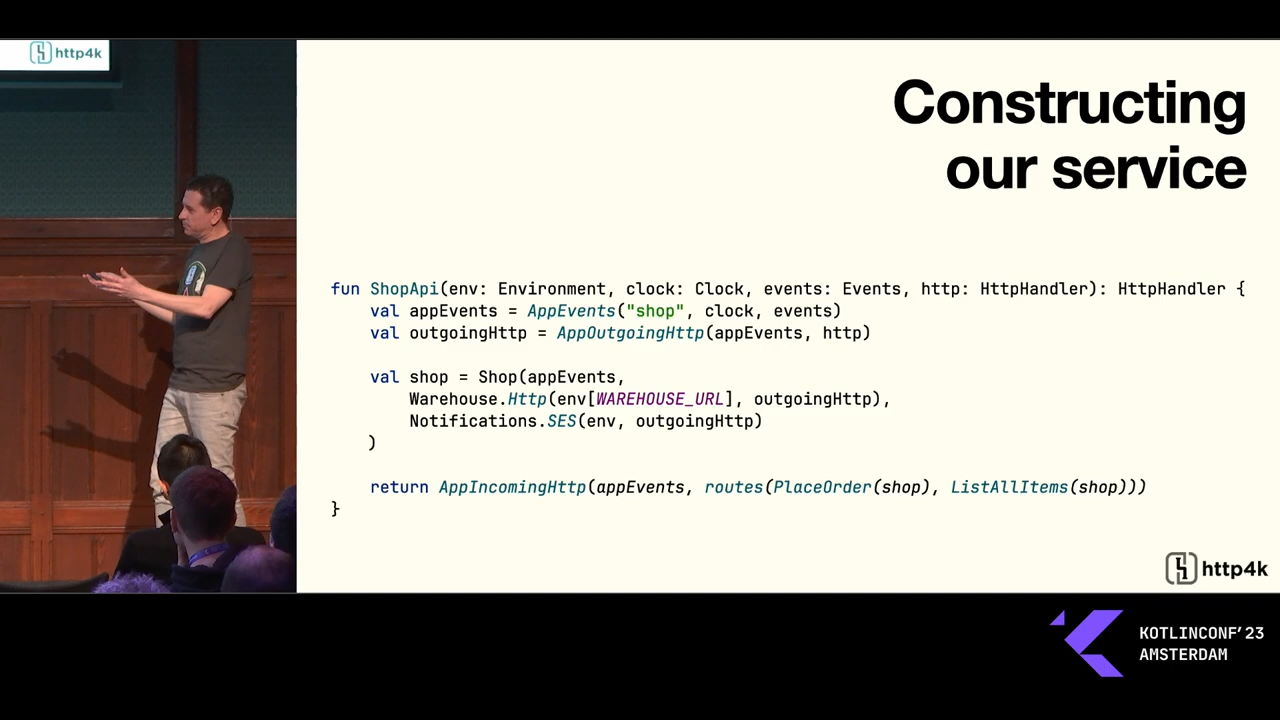 http4k
Constructing
our service
fun ShopApi(env: Environment, clock: Clock, events: Events, http: HttpHandler): HttpHandler {
    val appEvents = AppEvents("shop", clock, events)
    val outgoingHttp = AppOutgoingHttp(appEvents, http)
    val shop = Shop(appEvents,
        Warehouse.Http(env[WAREHOUSE_URL], outgoingHttp),
        Notifications.SES(env, outgoingHttp)
    )
    return AppIncomingHttp(appEvents, routes(PlaceOrder(shop), ListAllItems(shop)))
}
http4k
KOTLINCONF'23
AMSTERDAM